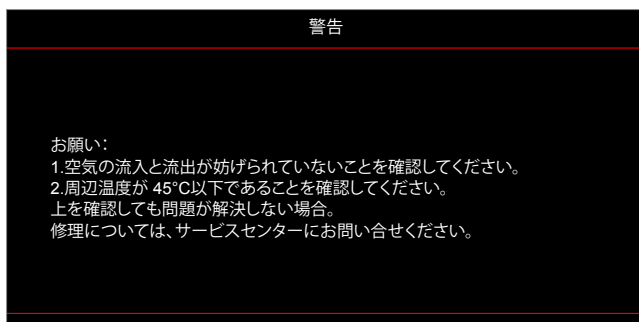 警告
お願い:
1.空気の流入と流出が妨げられていないことを確認してください。
2.周辺温度が 45°C以下であることを確認してください。
上を確認しても問題が解決しない場合。
修理については、サービスセンターにお問い合せください。